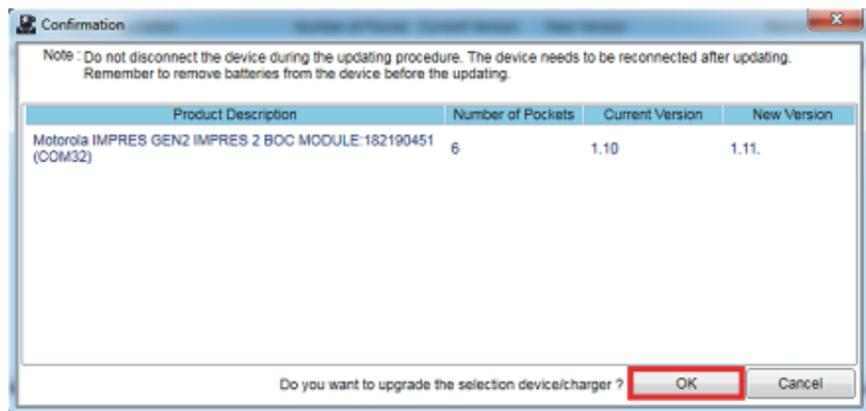 Confirmation
Note : Do not disconnect the device during the updating procedure. The device needs to be reconnected after updating.
Remember to remove batteries from the device before the updating.
Product Description Number of Pockets Current Version New Version
Motorola IMPRES GEN2 IMPRES 2 BOC MODULE:182190451 6 1.10 1.11.
(COM32)
Do you want to upgrade the selection device/charger ? OK Cancel